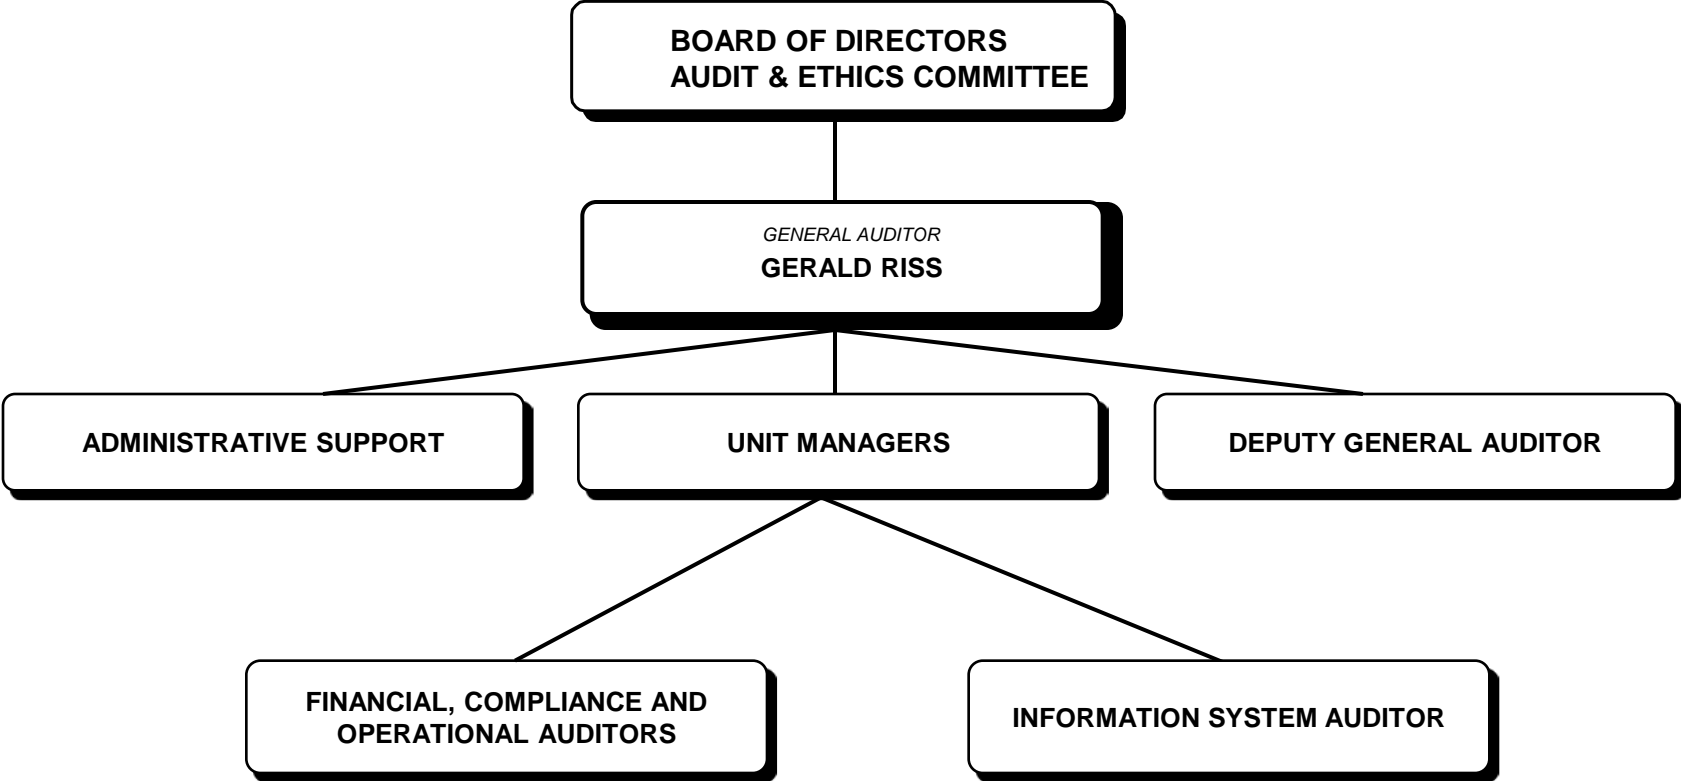 BOARD OF DIRECTORS
AUDIT & ETHICS COMMITTEE
GENERAL AUDITOR
GERALD RISS
ADMINISTRATIVE SUPPORT
UNIT MANAGERS
DEPUTY GENERAL AUDITOR
FINANCIAL, COMPLIANCE AND
OPERATIONAL AUDITORS
INFORMATION SYSTEM AUDITOR